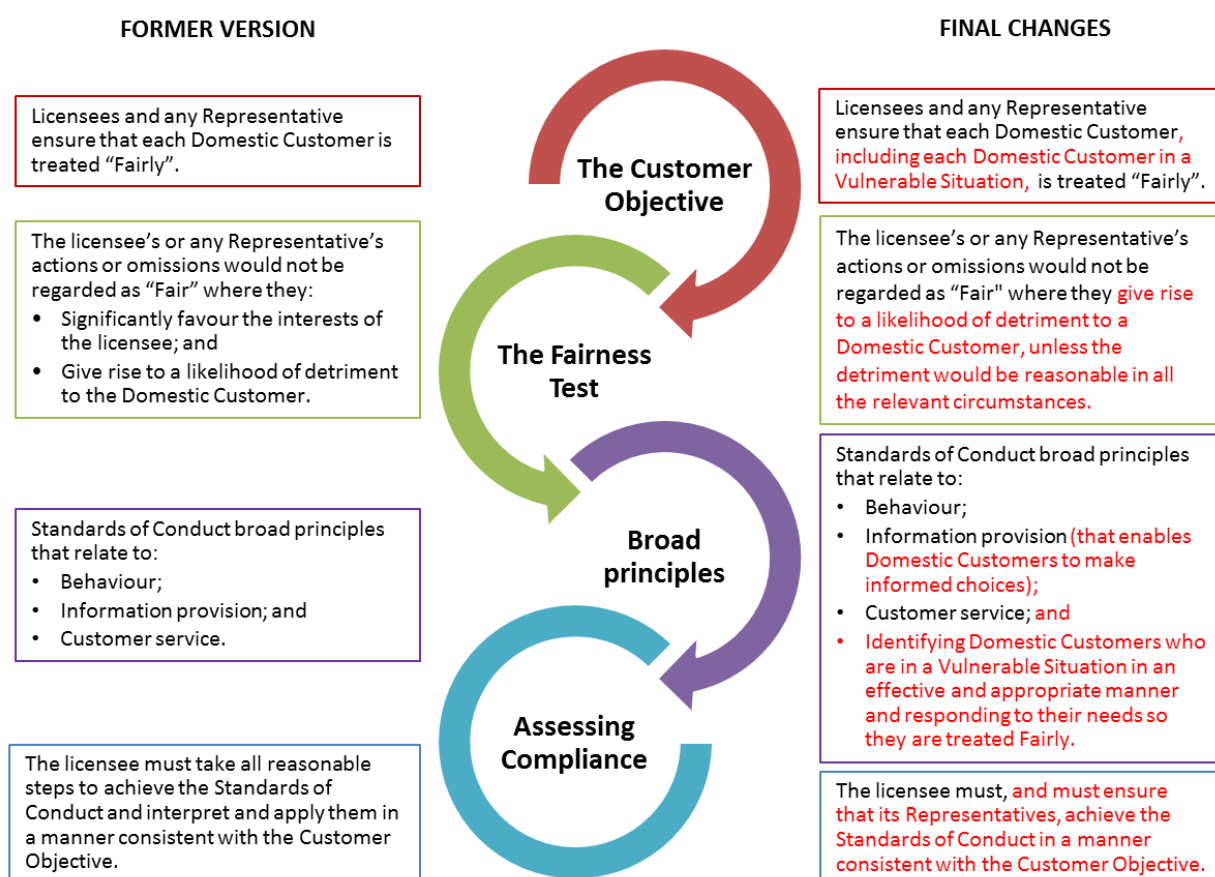 FORMER VERSION
Licensees and any Representative
ensure that each Domestic Customer is
treated “Fairly”.
The licensee’s or any Representative’s
actions or omissions would not be
regarded as “Fair” where they:
• Significantly favour the interests of
the licensee; and
• Give rise to a likelihood of detriment
to the Domestic Customer.
Standards of Conduct broad principles
that relate to:
• Behaviour;
• Information provision; and
• Customer service.
The licensee must take all reasonable
steps to achieve the Standards of
Conduct and interpret and apply them in
a manner consistent with the Customer
Objective.
The Customer
Objective
The Fairness
Test
Broad
principles
Assessing
Compliance
FINAL CHANGES
Licensees and any Representative
ensure that each Domestic Customer,
including each Domestic Customer in a
Vulnerable Situation, is treated “Fairly”.
The licensee’s or any Representative’s
actions or omissions would not be
regarded as “Fair" where they give rise
to a likelihood of detriment to a
Domestic Customer, unless the
detriment would be reasonable in all
the relevant circumstances.
Standards of Conduct broad principles
that relate to:
• Behaviour;
• Information provision (that enables
Domestic Customers to make
informed choices);
• Customer service; and
• Identifying Domestic Customers who
are in a Vulnerable Situation in an
effective and appropriate manner
and responding to their needs so
they are treated Fairly.
The licensee must, and must ensure
that its Representatives, achieve the
Standards of Conduct in a manner
consistent with the Customer Objective.